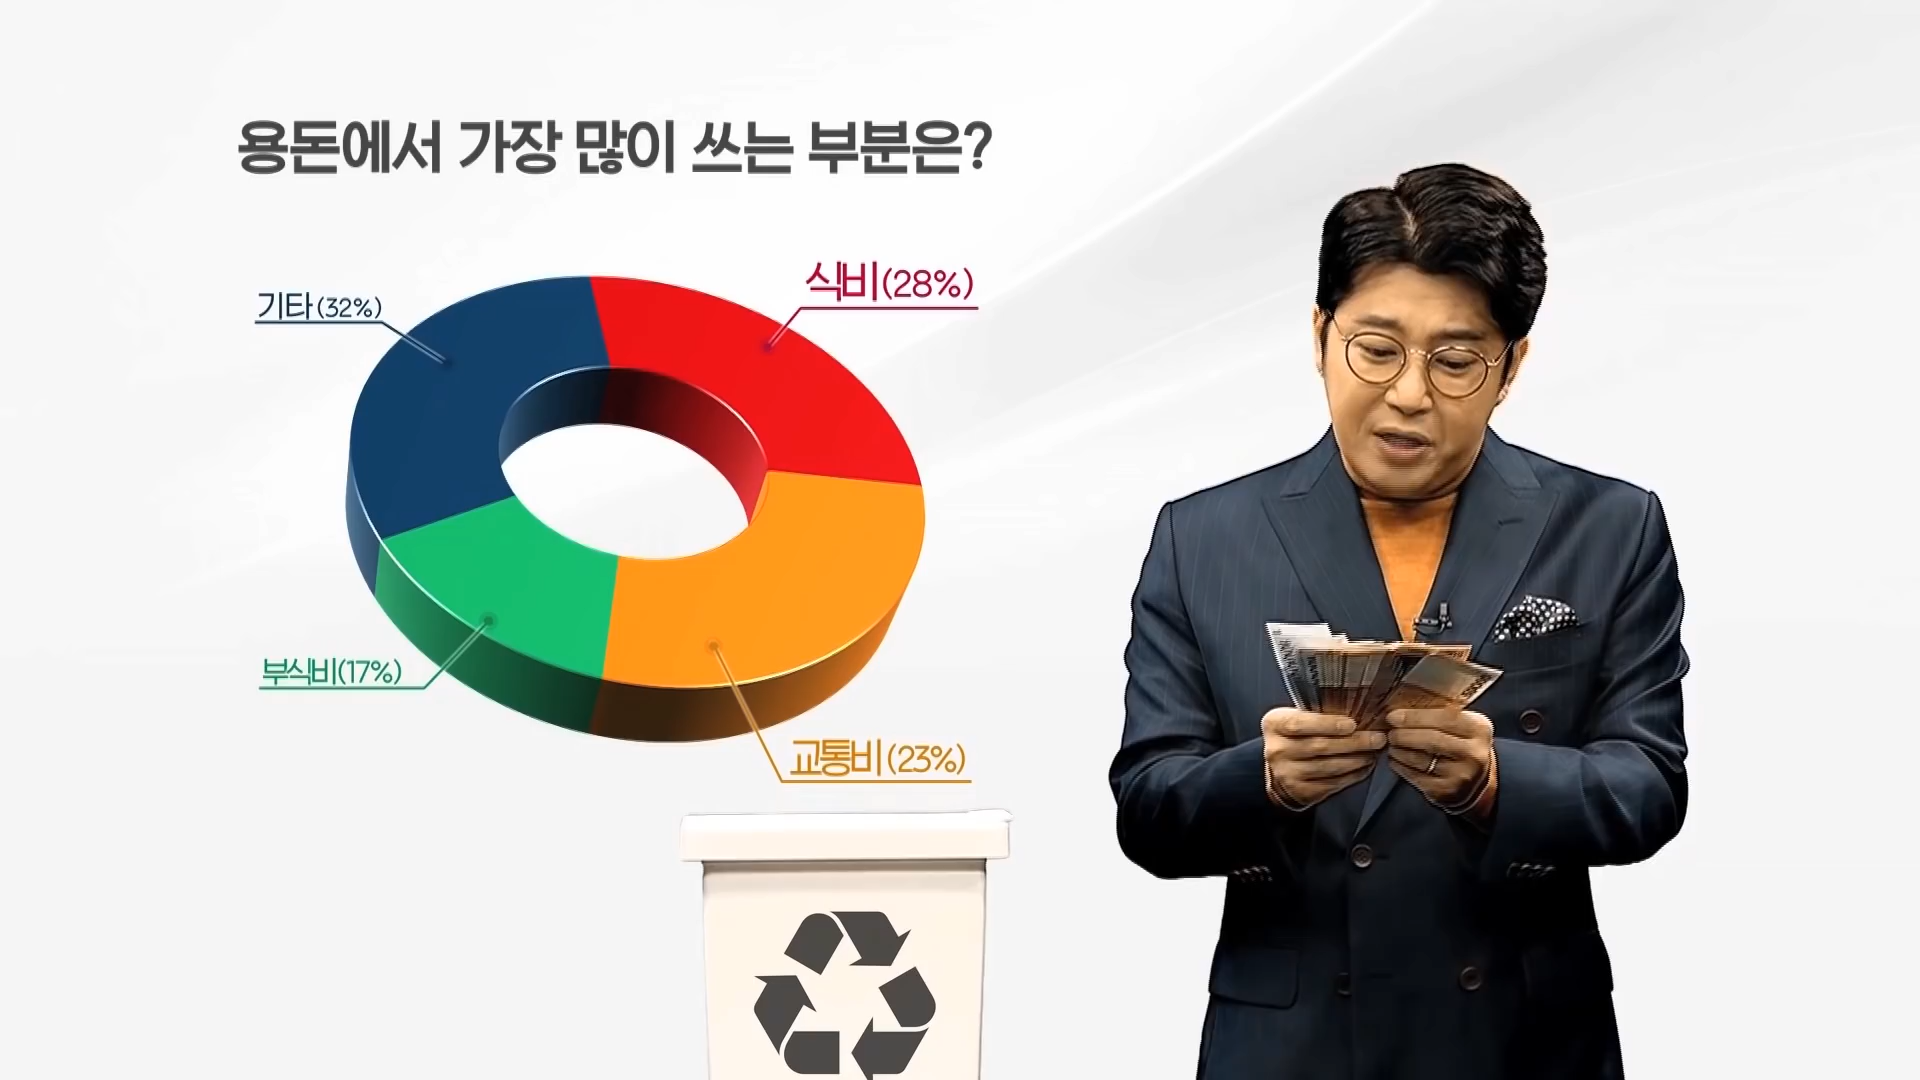 용돈에서 가장 많이 쓰는 부분은?
기타(32%)
식비(28%)
부식비(17%)
교통비(23%)